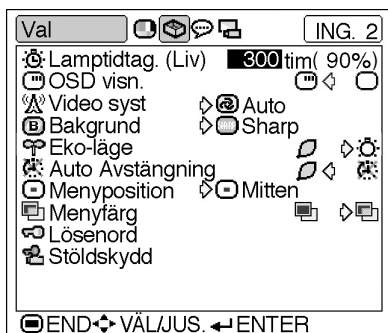 Val ING. 2
Lamptidtag. (Liv) 300 tim( 90%)
OSD visn.
Video syst Auto
B Bakgrund Sharp
Eko-läge
Auto Avstängning
Menyposition Mitten
Menyfärg
Lösenord
Stöldskydd
END VÄL/JUS. ENTER